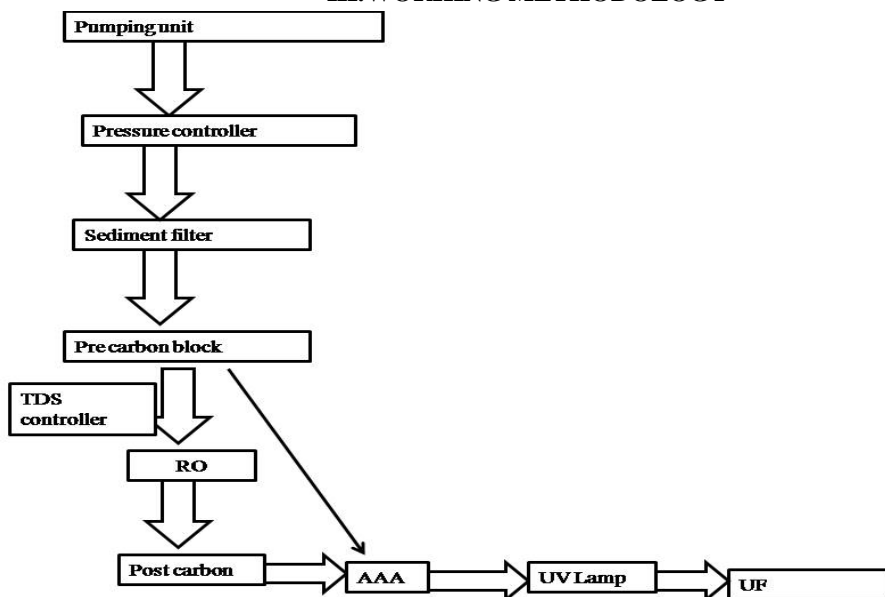 Pumping unit
Pressure controller
Sediment filter
Pre carbon block
TDS
controller
RO
Post carbon
AAA
UV Lamp
UF